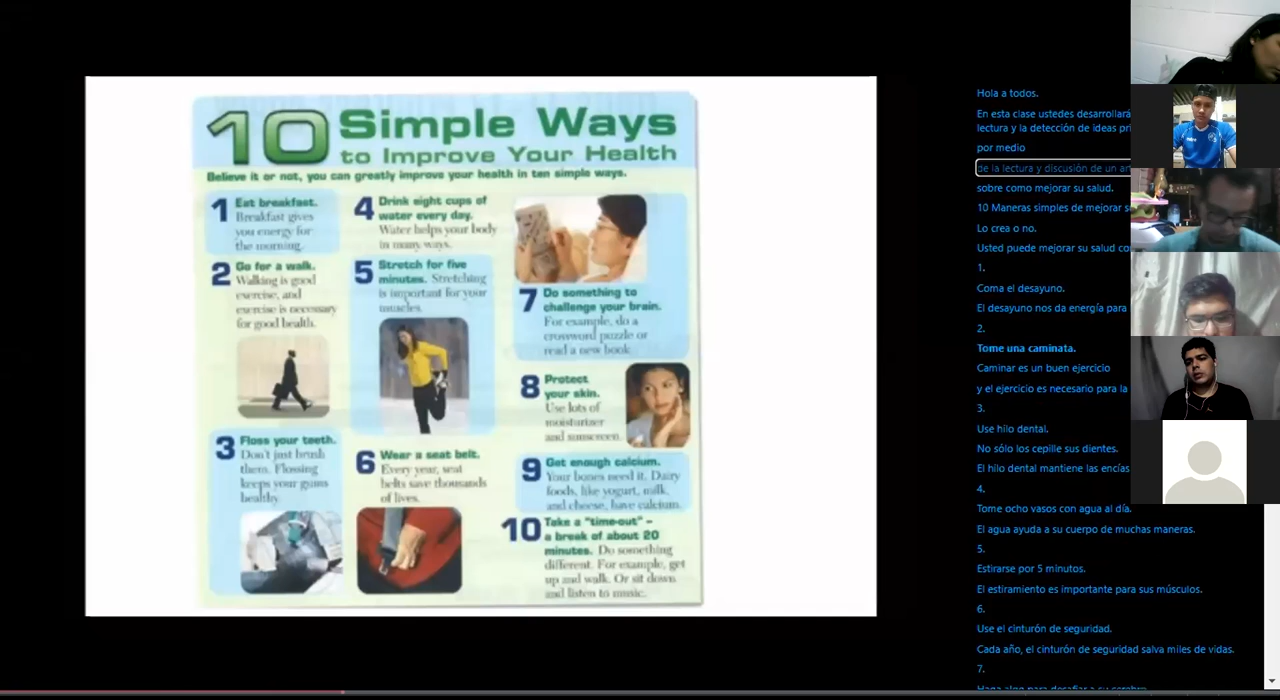 10 Simple Ways
to Improve Your Health
Believe it or not, you can greatly improve your health in ten simple ways.
1 Eat breakfast.
Breakfast gives
you energy for
the morning.
2 Go for a walk.
Walking is good
exercise, and
exercise is necessary
for good health.
3 Floss your teeth.
Don't just brush
them. Flossing
keeps your gums
healthy.
4 Drink eight cups of
water every day.
Water helps your body
in many ways.
5 Stretch for five
minutes. Stretching
is important for your
muscles.
6 Wear a seat belt.
Every year, seat
belts save thousands
of lives.
7 Do something to
challenge your brain.
For example, do a
crossword puzzle or
read a new book
8 Protect
your skin.
Use lots of
moisturizer
and sunscreen.
9 Get enough calcium.
Your bones need it. Dairy
foods, like yogurt, milk,
and cheese, have calcium.
10 Take a "time-out" –
a break of about 20
minutes. Do something
different. For example, get
up and walk. Or sit down
and listen to music.
Hola a todos.
En esta clase ustedes desarrollará
lectura y la detección de ideas pri
por medio
de la lectura y discusión de un ar
sobre como mejorar su salud.
10 Maneras simples de mejorar s
Lo crea o no.
Usted puede mejorar su salud co
1.
Coma el desayuno.
El desayuno nos da energía para
2.
Tome una caminata.
Caminar es un buen ejercicio
y el ejercicio es necesario para la
3.
Use hilo dental.
No sólo los cepille sus dientes.
El hilo dental mantiene las encías
4.
Tome ocho vasos con agua al día.
El agua ayuda a su cuerpo de muchas maneras.
5.
Estirarse por 5 minutos.
El estiramiento es importante para sus músculos.
6.
Use el cinturón de seguridad.
Cada año, el cinturón de seguridad salva miles de vidas.
7.
Haga algo para desafiar a su cerebro